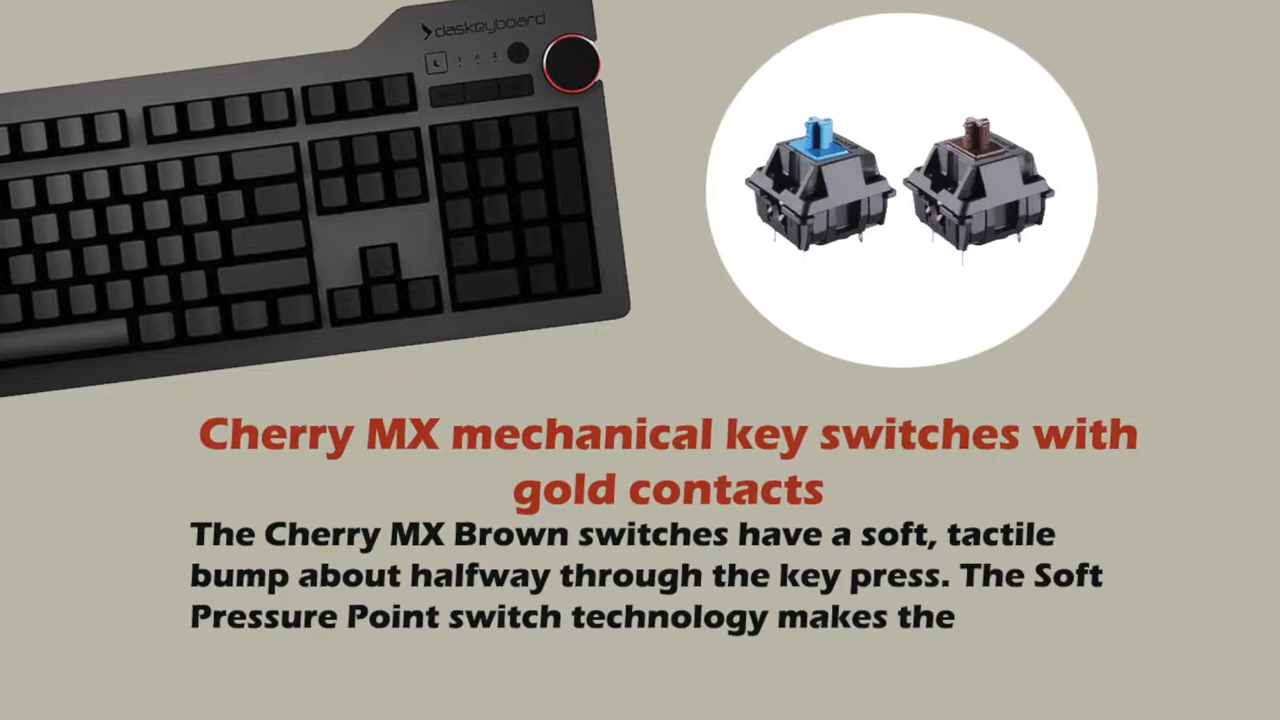 daskeyboard
Cherry MX mechanical key switches with
gold contacts
The Cherry MX Brown switches have a soft, tactile
bump about halfway through the key press. The Soft
Pressure Point switch technology makes the